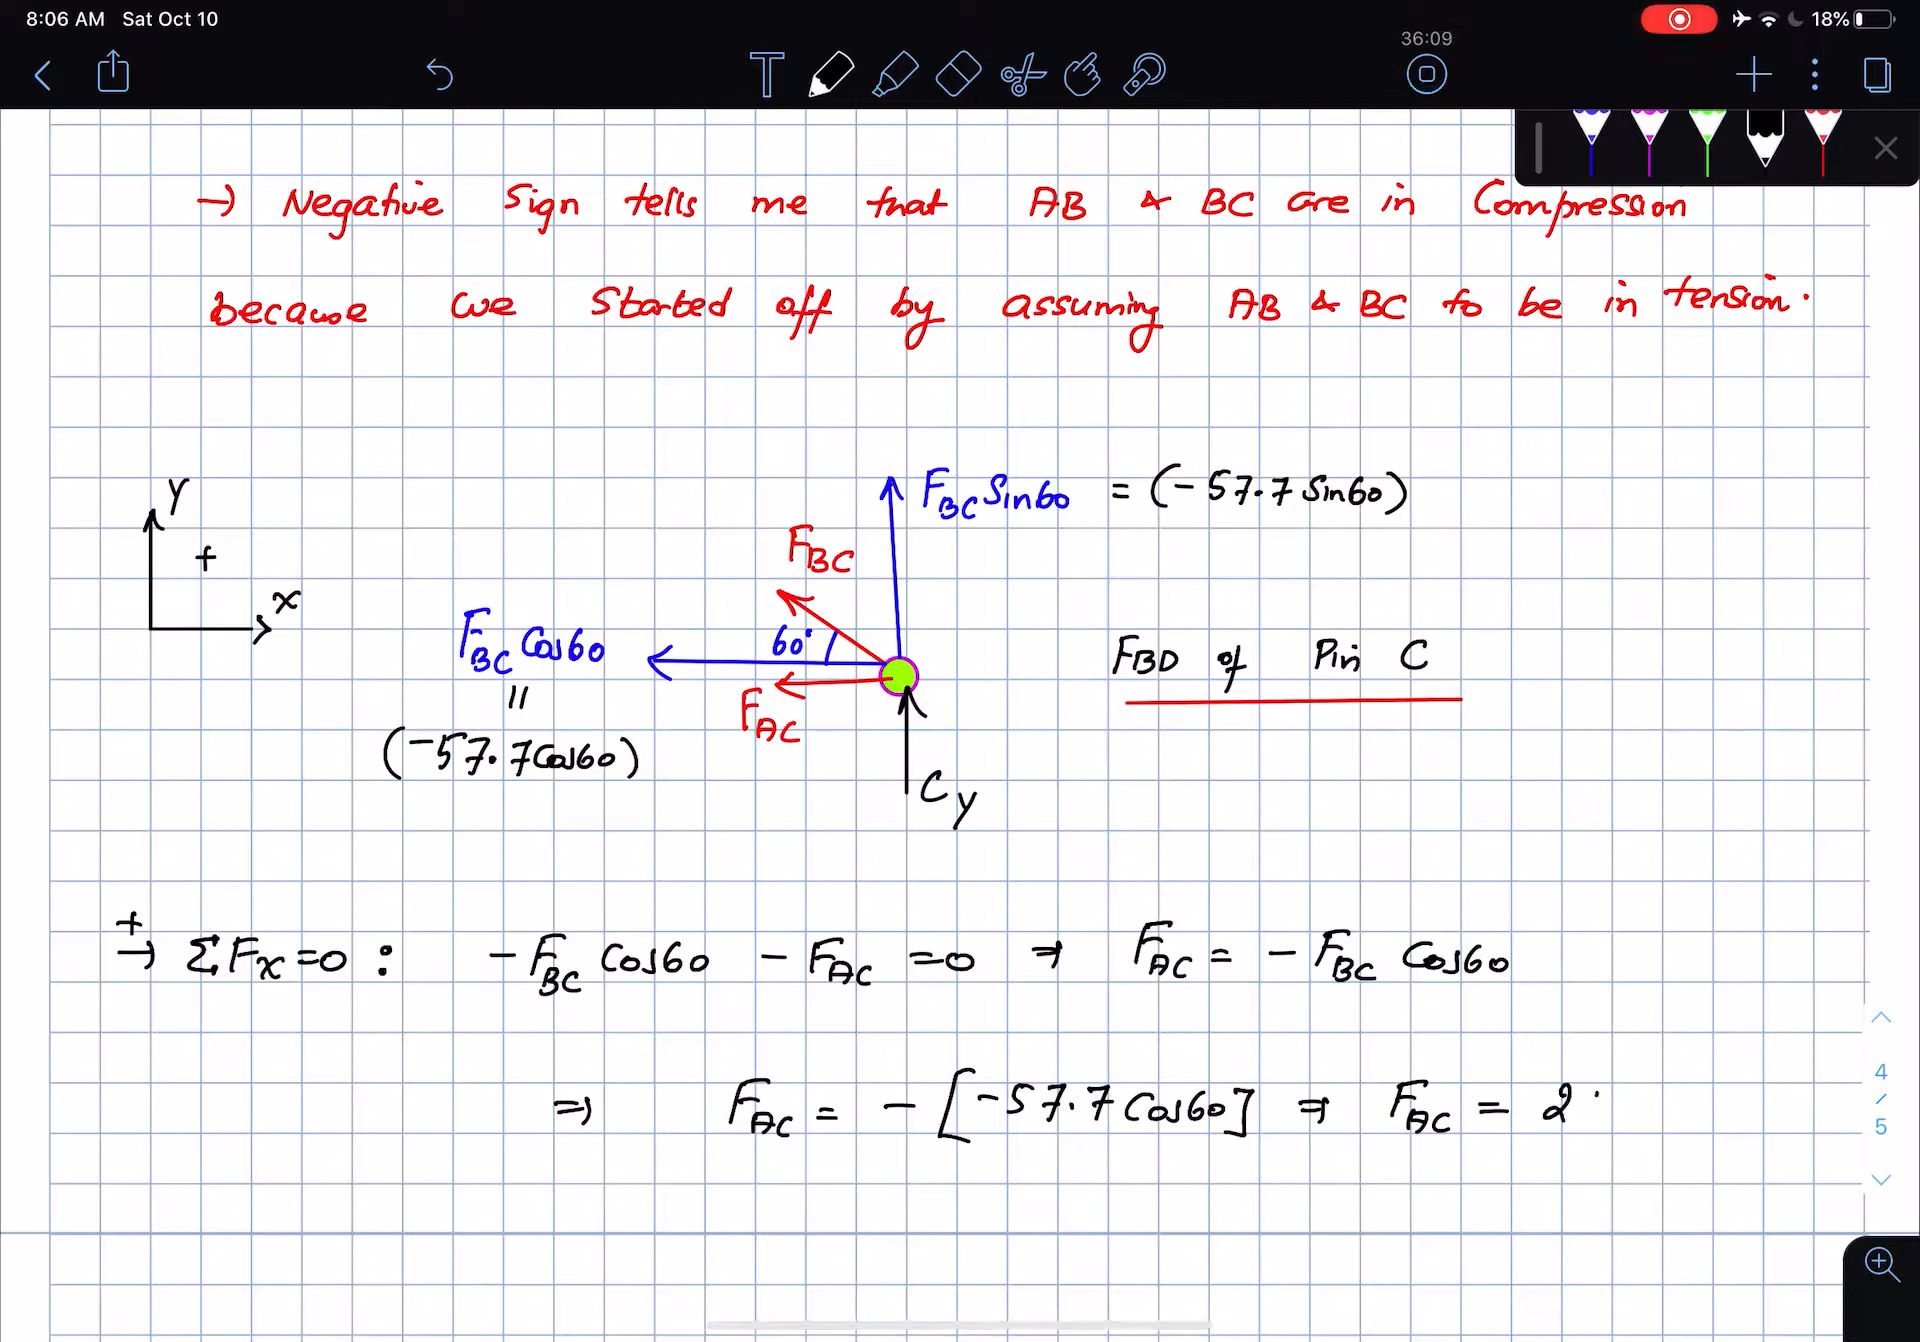 8:06 AM Sat Oct 10
18%
36:09
→ Negative Sign tells me that AB & BC are in Compression
because we Started off by assuming AB & BC to be in tension.
Y
+
x
F_BC Sin60 = (-57.7 Sin60)
F_BC
F_BC Cos60
60°
=
(-57.7Cos60)
F_AC
C_y
FBD of Pin C
+→ ΣF_x=0 : -F_BC Cos60 - F_AC =0 ⇒ F_AC = -F_BC Cos60
⇒ F_AC = -[-57.7 Cos60] ⇒ F_AC = 2
4
/
5